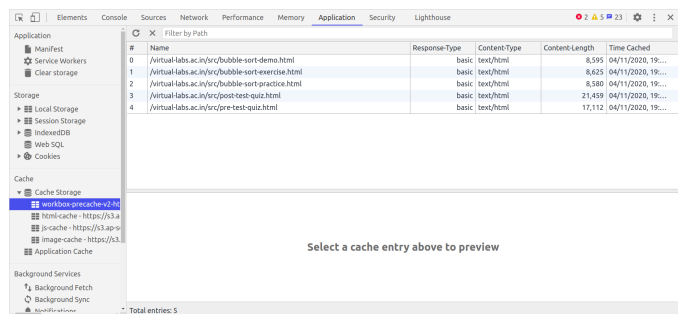 Elements Console Sources Network Performance Memory Application Security Lighthouse 2 5 23
Application
Manifest
Service Workers
Clear storage
Storage
Local Storage
Session Storage
IndexedDB
Web SQL
Cookies
Cache
Cache Storage
workbox-precache-v2-ht
html-cache - https://s3.a
js-cache - https://s3.ap-s
image-cache - https://s3.
Application Cache
Background Services
Background Fetch
Background Sync
Notifications
Filter by Path
# Name Response-Type Content-Type Content-Length Time Cached
0 /virtual-labs.ac.in/src/bubble-sort-demo.html basic text/html 8,595 04/11/2020, 19:...
1 /virtual-labs.ac.in/src/bubble-sort-exercise.html basic text/html 8,625 04/11/2020, 19:...
2 /virtual-labs.ac.in/src/bubble-sort-practice.html basic text/html 8,580 04/11/2020, 19:...
3 /virtual-labs.ac.in/src/post-test-quiz.html basic text/html 21,459 04/11/2020, 19:...
4 /virtual-labs.ac.in/src/pre-test-quiz.html basic text/html 17,112 04/11/2020, 19:...
Select a cache entry above to preview
Total entries: 5